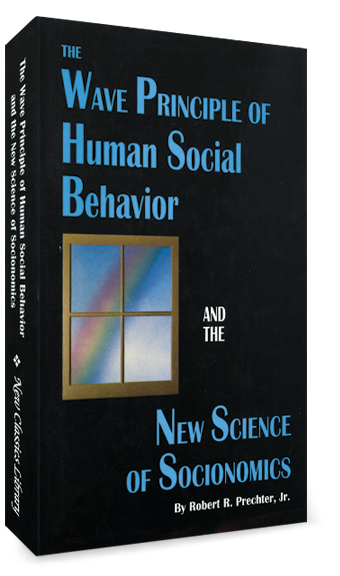 THE
WAVE PRINCIPLE OF
HUMAN SOCIAL
BEHAVIOR
AND
THE
NEW SCIENCE
OF SOCIONOMICS
By Robert R. Prechter, Jr.
The Wave Principle of Human Social Behavior
and the New Science of Socionomics
New Classics Library